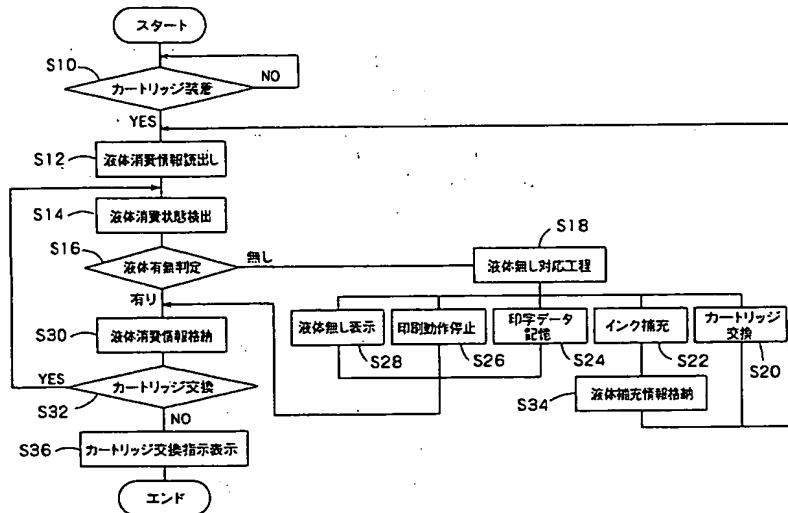 スタート
S10
カートリッジ装着
NO
YES
S12
液体消費情報読出し
S14
液体消費状態検出
S16
液体有無判定
無し
S18
液体無し対応工程
有り
液体無し表示
印刷動作停止
印字データ
記憶
インク補充
カートリッジ
交換
S28
S26
S24
S22
S20
S30
液体消費情報格納
YES
カートリッジ交換
S32
S34
液体補充情報格納
NO
S36
カートリッジ交換指示表示
エンド